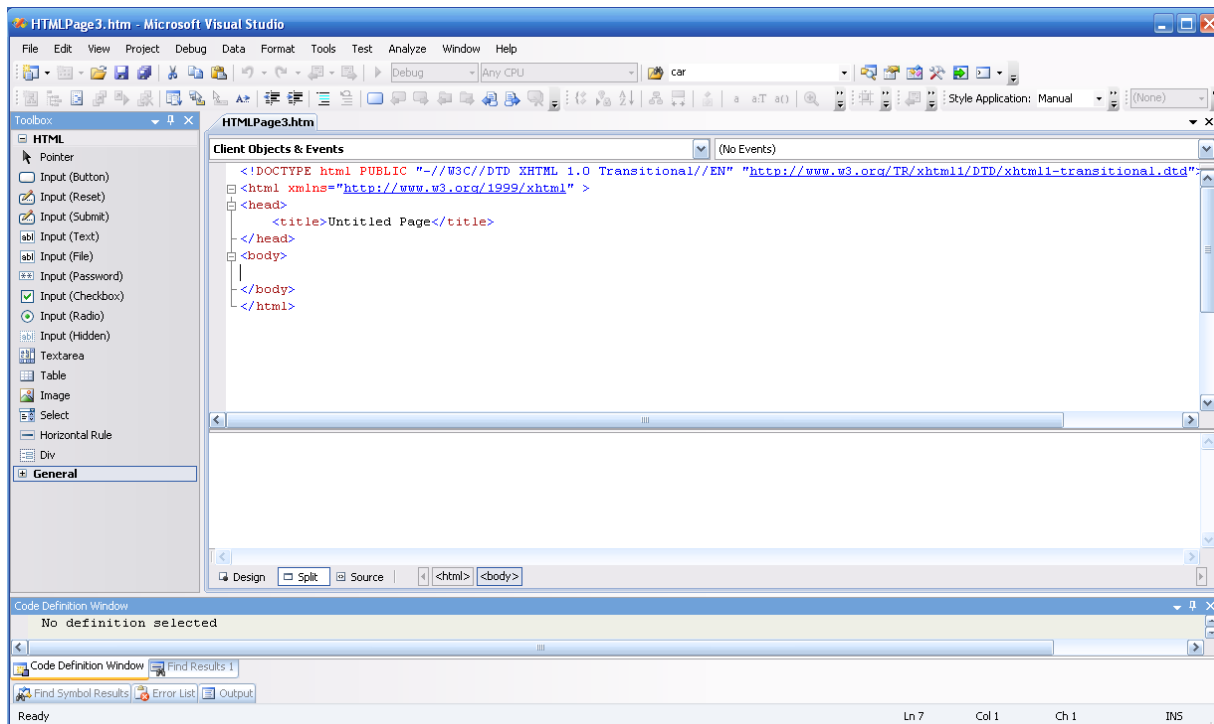 HTMLPage3.htm - Microsoft Visual Studio
File Edit View Project Debug Data Format Tools Test Analyze Window Help
Debug Any CPU car
Style Application: Manual (None)
Toolbox
HTML
Pointer
Input (Button)
Input (Reset)
Input (Submit)
Input (Text)
Input (File)
Input (Password)
Input (Checkbox)
Input (Radio)
Input (Hidden)
Textarea
Table
Image
Select
Horizontal Rule
Div
General
HTMLPage3.htm
Client Objects & Events (No Events)
<!DOCTYPE html PUBLIC "-//W3C//DTD XHTML 1.0 Transitional//EN" "http://www.w3.org/TR/xhtml1/DTD/xhtml1-transitional.dtd">
<html xmlns="http://www.w3.org/1999/xhtml" >
<head>
<title>Untitled Page</title>
</head>
<body>
</body>
</html>
Design Split Source <html> <body>
Code Definition Window
No definition selected
Code Definition Window Find Results 1
Find Symbol Results Error List Output
Ready Ln 7 Col 1 Ch 1 INS